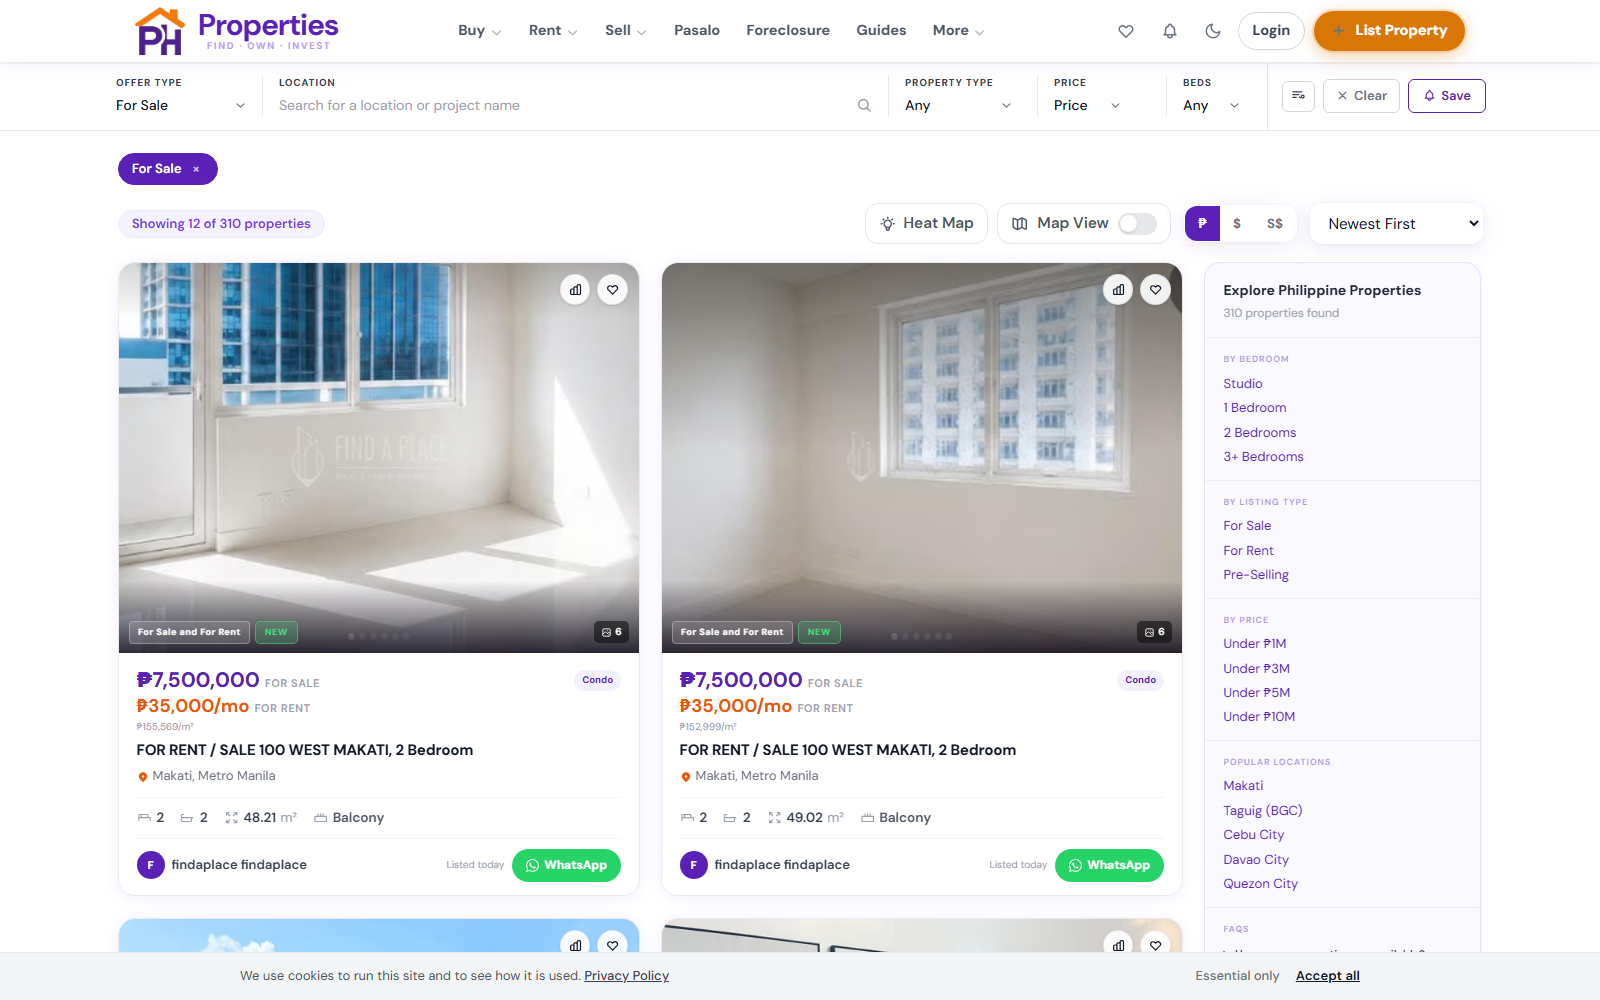 PH Properties
FIND · OWN · INVEST
Buy
Rent
Sell
Pasalo
Foreclosure
Guides
More
Login
+ List Property
OFFER TYPE
For Sale
LOCATION
Search for a location or project name
PROPERTY TYPE
Any
PRICE
Price
BEDS
Any
× Clear
Save
For Sale ×
Showing 12 of 310 properties
Heat Map
Map View
₱
$
S$
Newest First
FIND A PLACE
For Sale and For Rent
NEW
6
₱7,500,000 FOR SALE
Condo
₱35,000/mo FOR RENT
₱155,569/m²
FOR RENT / SALE 100 WEST MAKATI, 2 Bedroom
Makati, Metro Manila
2
2
48.21 m²
Balcony
F
findaplace findaplace
Listed today
WhatsApp
For Sale and For Rent
NEW
6
₱7,500,000 FOR SALE
Condo
₱35,000/mo FOR RENT
₱152,999/m²
FOR RENT / SALE 100 WEST MAKATI, 2 Bedroom
Makati, Metro Manila
2
2
49.02 m²
Balcony
F
findaplace findaplace
Listed today
WhatsApp
Explore Philippine Properties
310 properties found
BY BEDROOM
Studio
1 Bedroom
2 Bedrooms
3+ Bedrooms
BY LISTING TYPE
For Sale
For Rent
Pre-Selling
BY PRICE
Under ₱1M
Under ₱3M
Under ₱5M
Under ₱10M
POPULAR LOCATIONS
Makati
Taguig (BGC)
Cebu City
Davao City
Quezon City
FAQS
We use cookies to run this site and to see how it is used. Privacy Policy
Essential only
Accept all